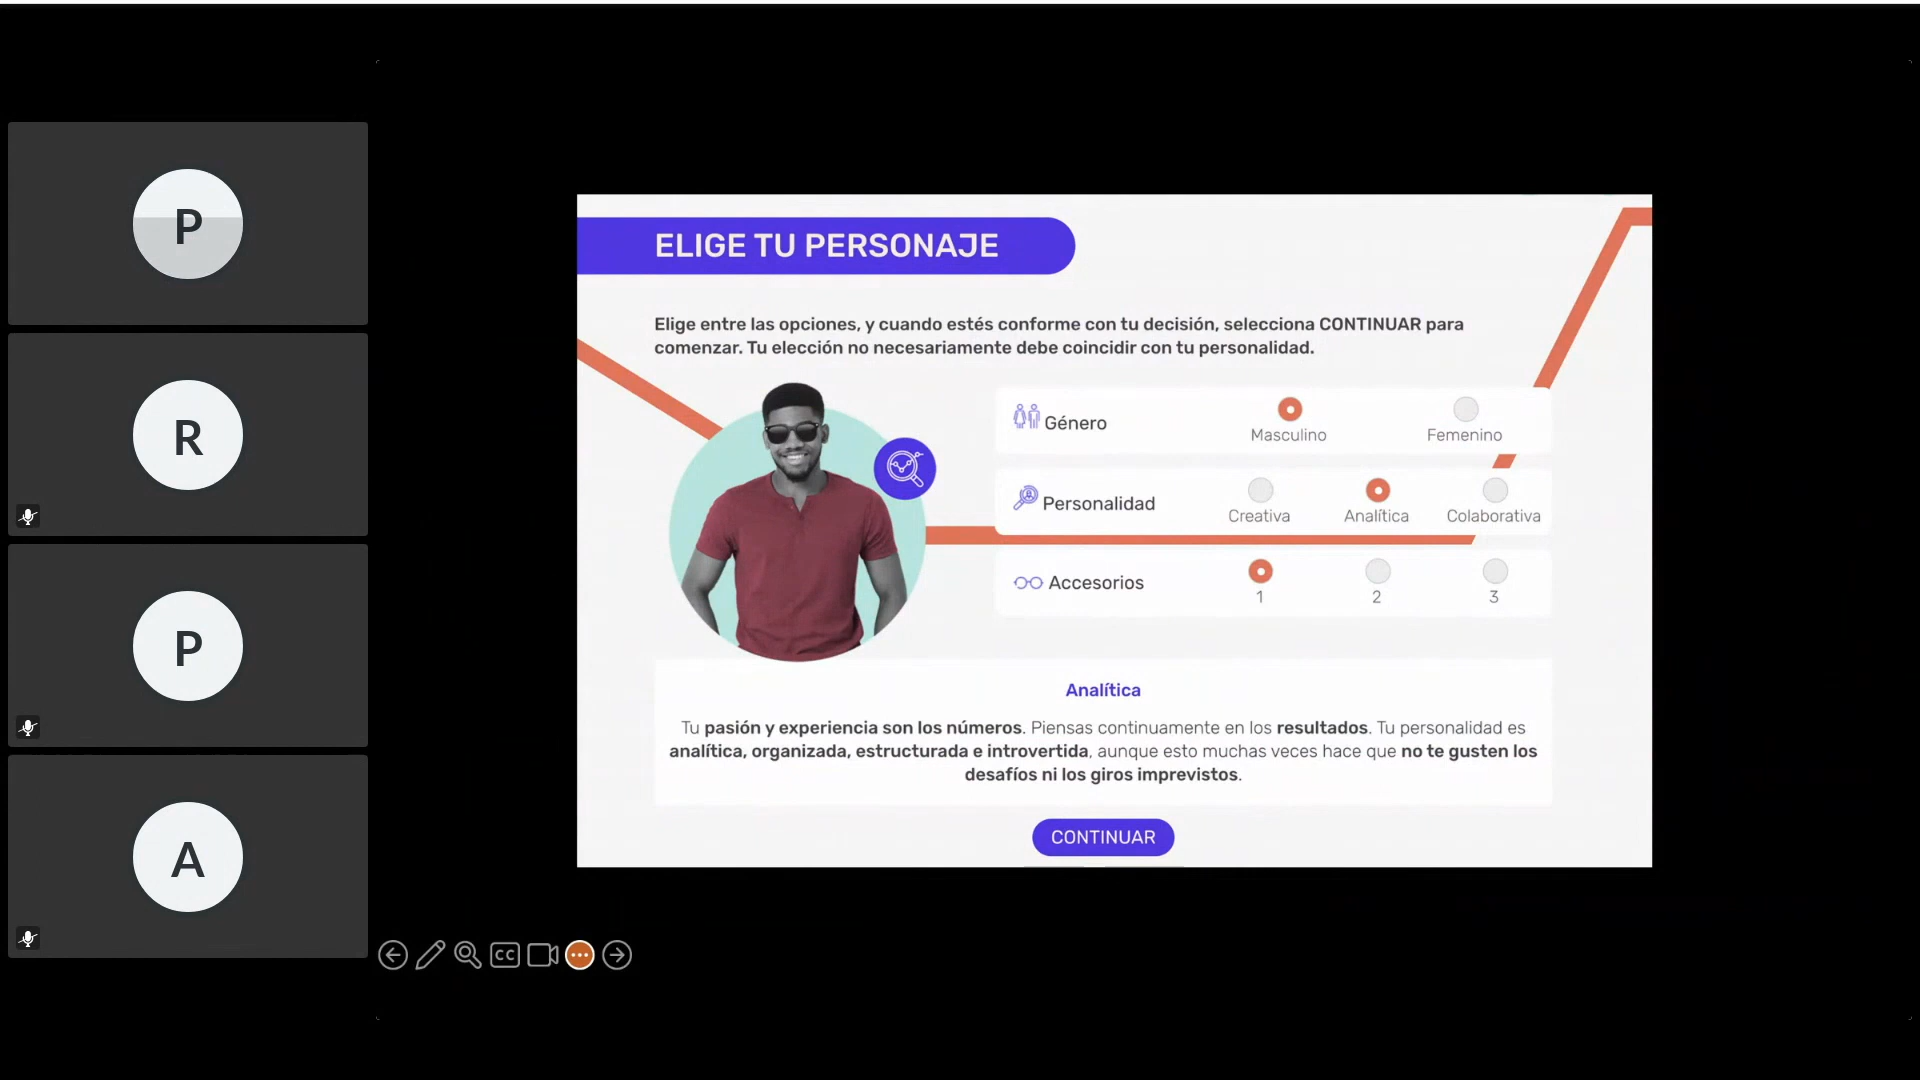 P
R
P
A
ELIGE TU PERSONAJE
Elige entre las opciones, y cuando estés conforme con tu decisión, selecciona CONTINUAR para
comenzar. Tu elección no necesariamente debe coincidir con tu personalidad.
Género
Masculino
Femenino
Personalidad
Creativa
Analítica
Colaborativa
Accesorios
1
2
3
Analítica
Tu pasión y experiencia son los números. Piensas continuamente en los resultados. Tu personalidad es
analítica, organizada, estructurada e introvertida, aunque esto muchas veces hace que no te gusten los
desafíos ni los giros imprevistos.
CONTINUAR
CC